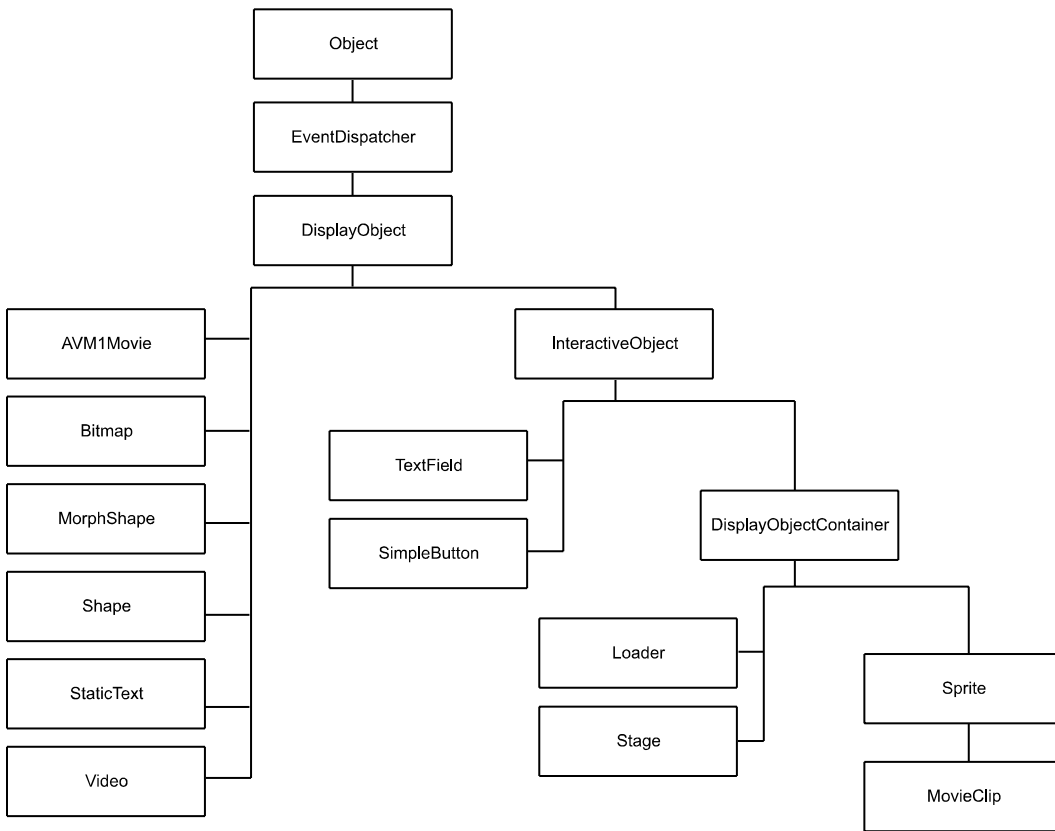 Object
EventDispatcher
DisplayObject
AVM1Movie
InteractiveObject
Bitmap
TextField
MorphShape
DisplayObjectContainer
SimpleButton
Shape
Loader
StaticText
Sprite
Stage
Video
MovieClip